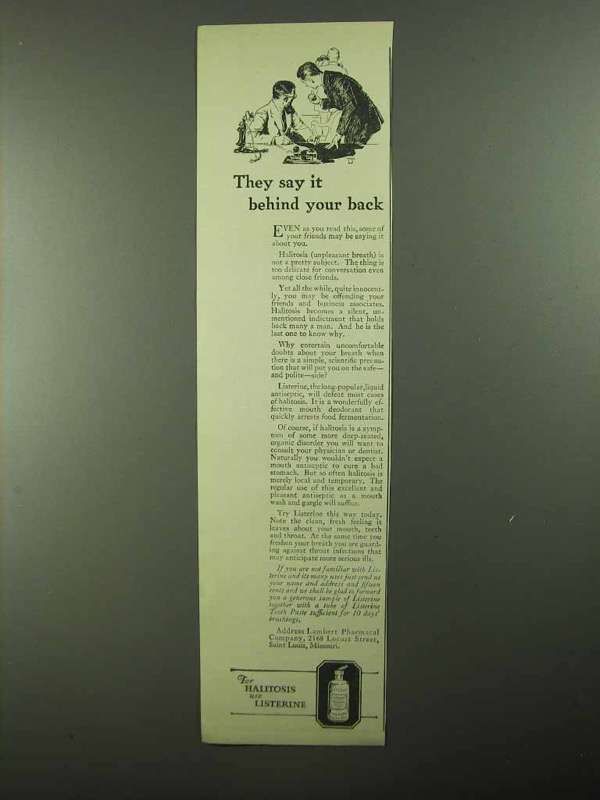 They say it
behind your back
EVEN as you read this, some of
your friends may be saying it
about you.
Halitosis (unpleasant breath) is
not a pretty subject. The thing is
too delicate for conversation even
among close friends.
Yet all the while, quite innocent-
ly, you may be offending your
friends and business associates.
Halitosis becomes a silent, un-
mentioned indictment that holds
back many a man. And he is the
last one to know why.
Why entertain uncomfortable
doubts about your breath when
there is a simple, scientific precau-
tion that will put you on the safe—
and polite—side?
Listerine, the long-popular, liquid
antiseptic, will defeat most cases
of halitosis. It is a wonderfully ef-
fective mouth deodorant that
quickly arrests food fermentation.
Of course, if halitosis is a symp-
tom of some more deep-seated,
organic disorder you will want to
consult your physician or dentist.
Naturally you wouldn't expect a
mouth antiseptic to cure a bad
stomach. But so often halitosis is
merely local and temporary. The
regular use of this excellent and
pleasant antiseptic as a mouth
wash and gargle will suffice.
Try Listerine this way today.
Note the clean, fresh feeling it
leaves about your mouth, teeth
and throat. At the same time you
freshen your breath you are guard-
ing against throat infections that
may anticipate more serious ills.
If you are not familiar with Lis-
terine and its many uses just send us
your name and address and fifteen
cents and we shall be glad to forward
you a generous sample of Listerine
together with a tube of Listerine
Tooth Paste sufficient for 10 days'
brushings.
Address Lambert Pharmacal
Company, 2168 Locust Street,
Saint Louis, Missouri.
For
HALITOSIS
use
LISTERINE